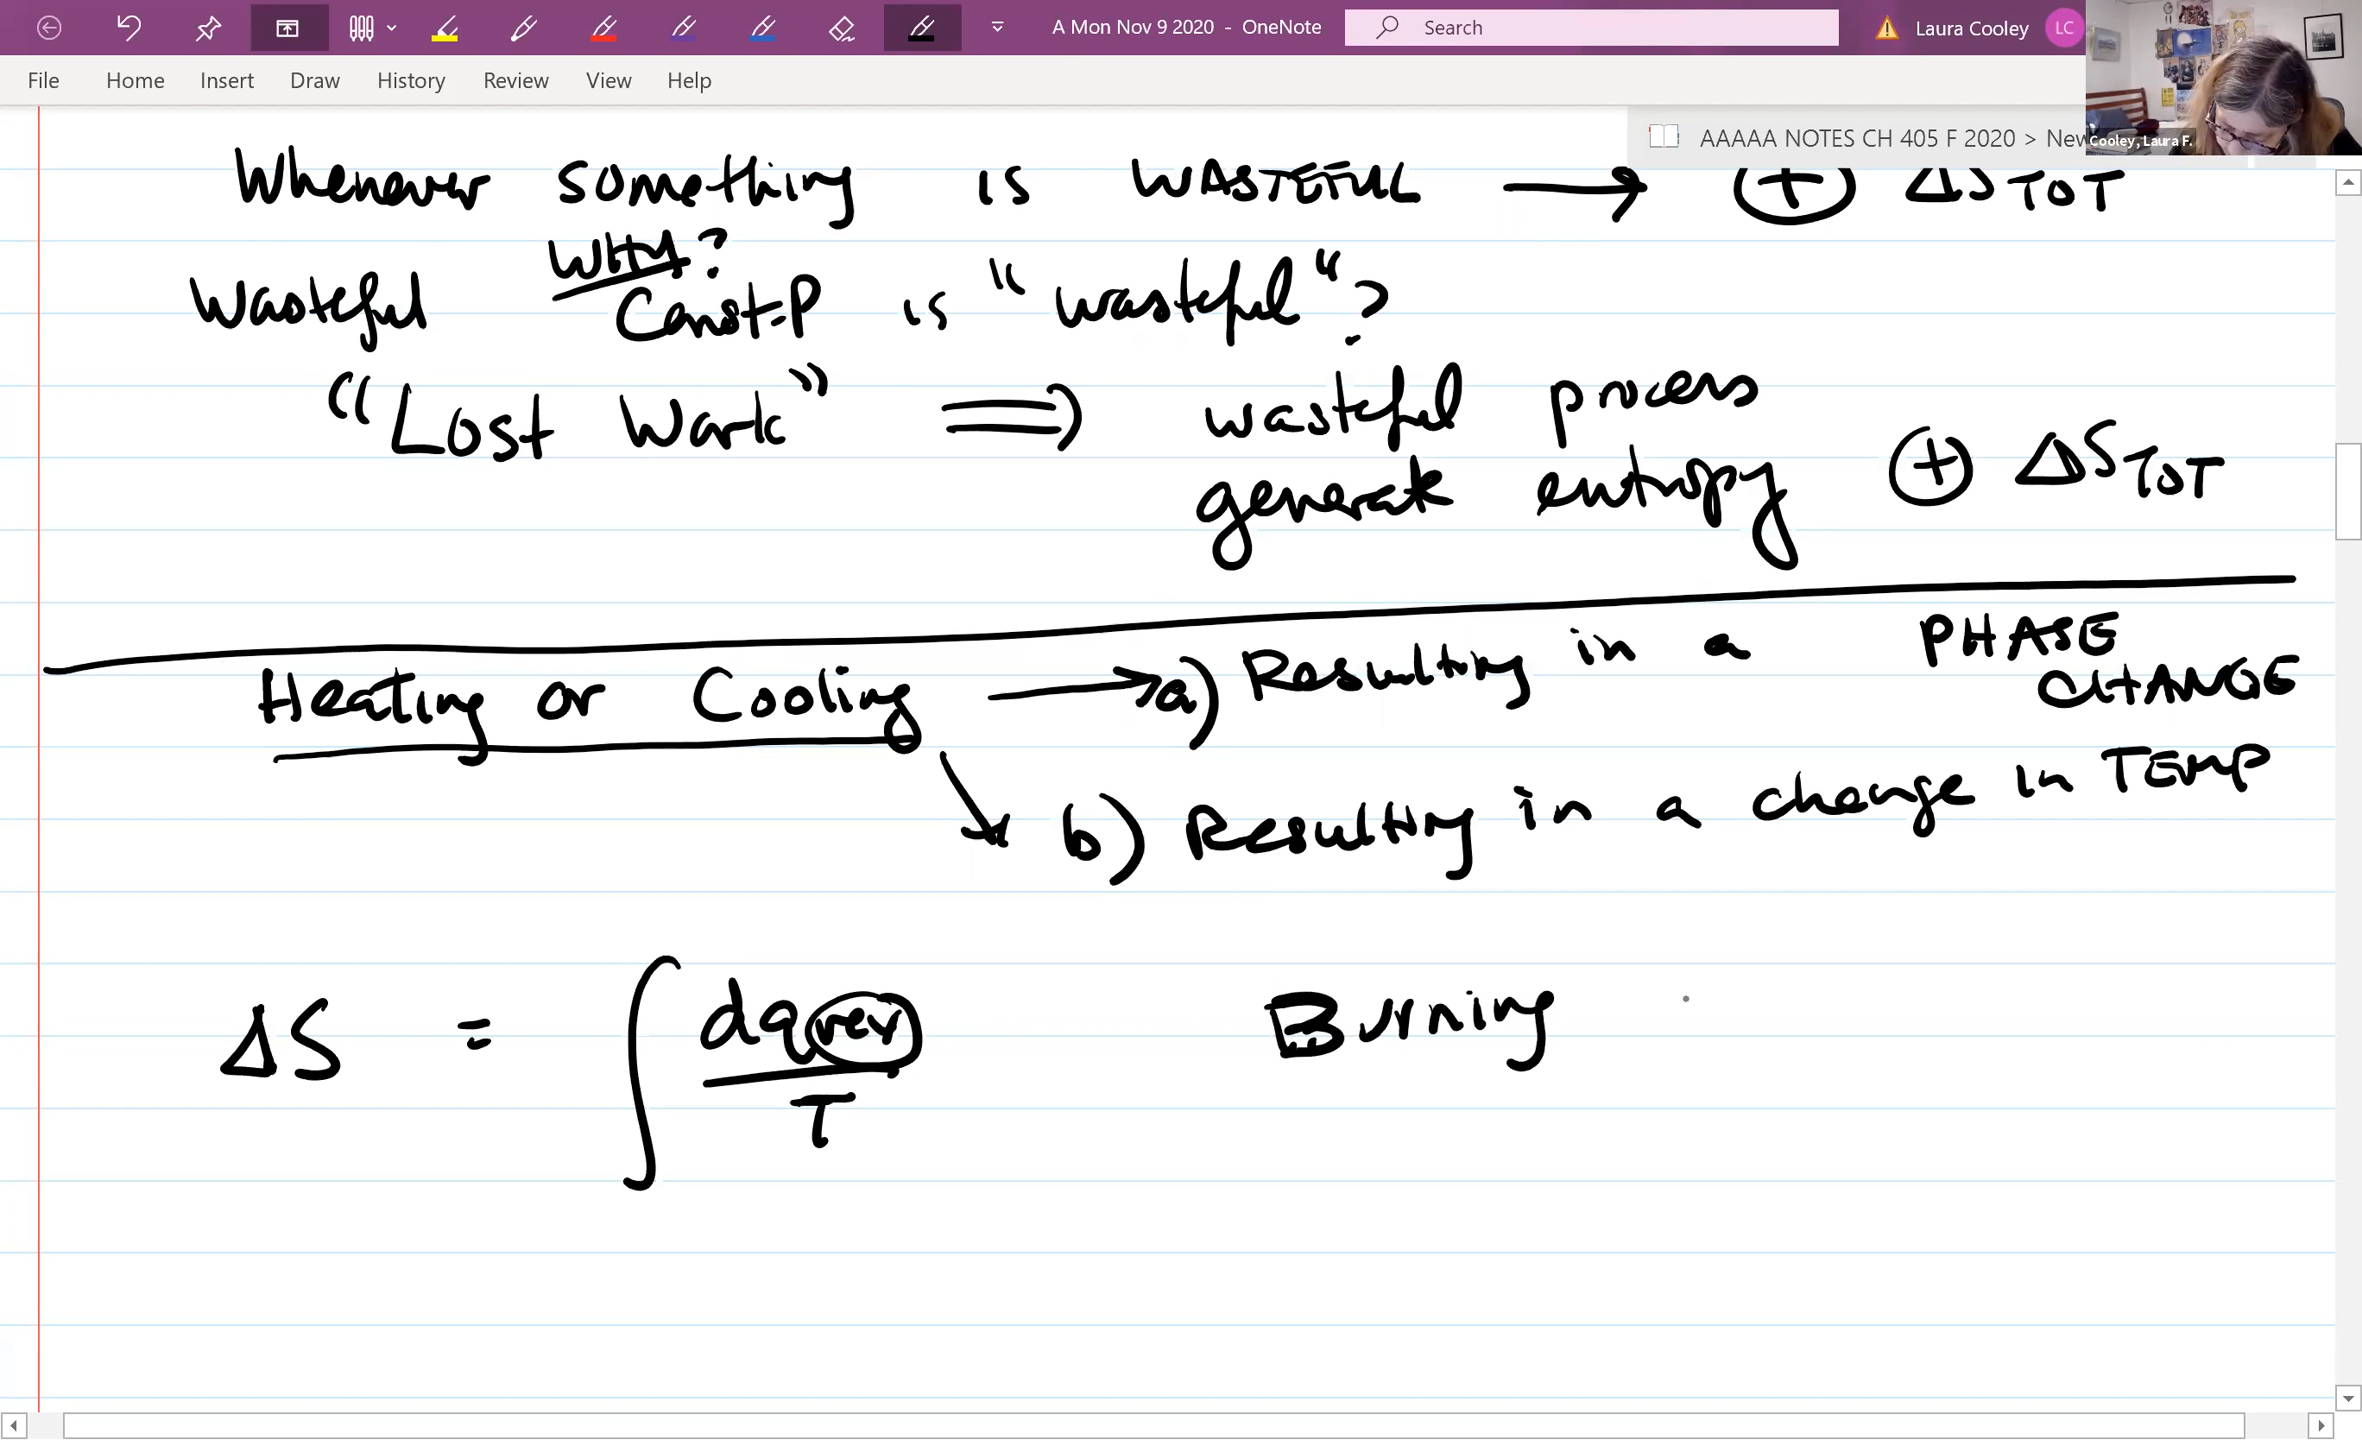 A Mon Nov 9 2020 - OneNote
Search
Laura Cooley
LC
File Home Insert Draw History Review View Help
AAAAA NOTES CH 405 F 2020 > New
Cooley, Laura F.
Whenever something is WASTEFUL → (+) ΔS TOT
WHY?
Wasteful Const-P is "wasteful"?
"Lost Work" ⟹ wasteful process
generate entropy (+) ΔS TOT
Heating or Cooling → a) Resulting in a PHASE
CHANGE
b) Resulting in a change in TEMP
ΔS = ∫ dq rev / T Burning